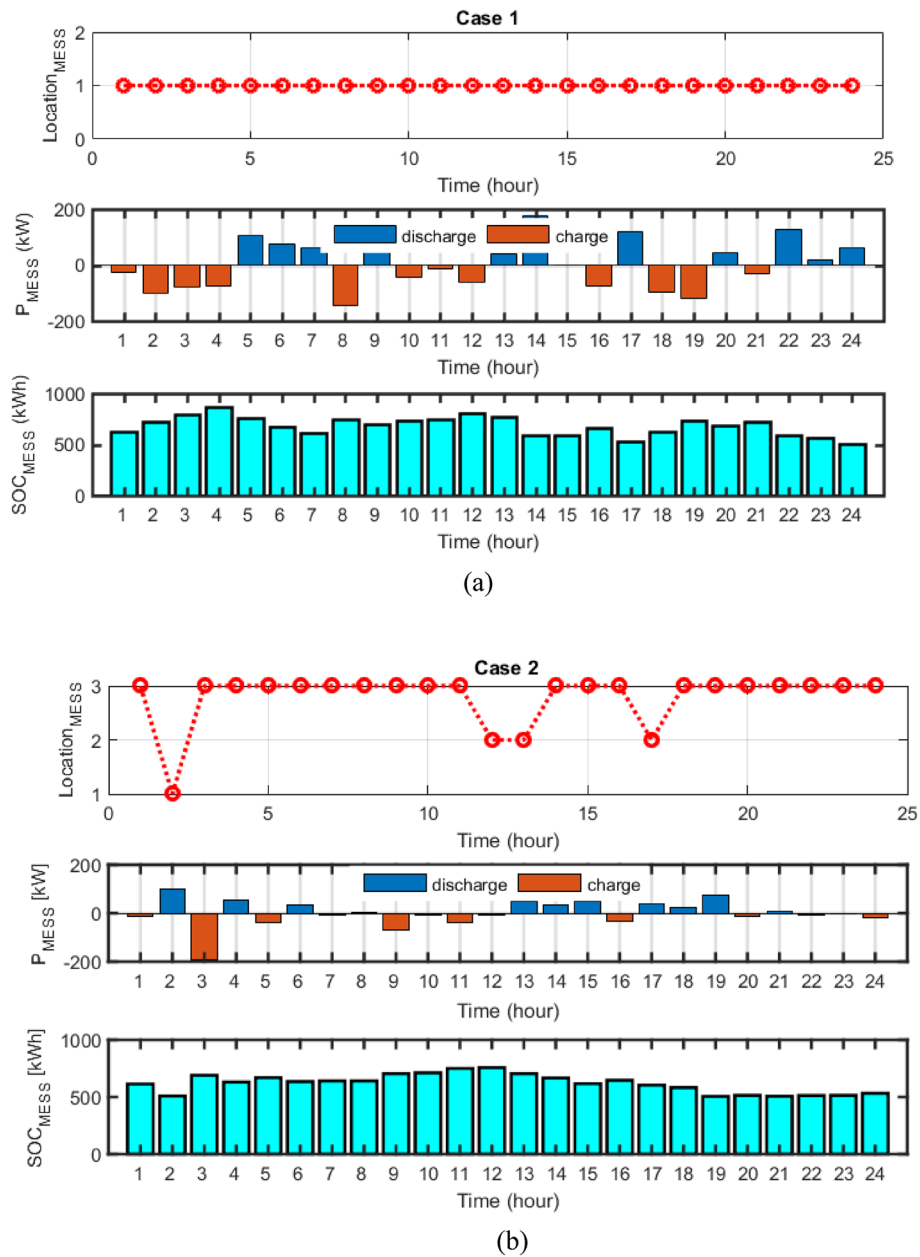 Case 1
Location_MESS
2
1
0
0 5 10 15 20 25
Time (hour)
P_MESS (kW)
200
0
-200
discharge charge
1 2 3 4 5 6 7 8 9 10 11 12 13 14 15 16 17 18 19 20 21 22 23 24
Time (hour)
SOC_MESS (kWh)
1000
500
0
1 2 3 4 5 6 7 8 9 10 11 12 13 14 15 16 17 18 19 20 21 22 23 24
Time (hour)
(a)
Case 2
Location_MESS
3
2
1
0 5 10 15 20 25
Time (hour)
P_MESS [kW]
200
0
-200
discharge charge
1 2 3 4 5 6 7 8 9 10 11 12 13 14 15 16 17 18 19 20 21 22 23 24
Time (hour)
SOC_MESS [kWh]
1000
500
0
1 2 3 4 5 6 7 8 9 10 11 12 13 14 15 16 17 18 19 20 21 22 23 24
Time (hour)
(b)